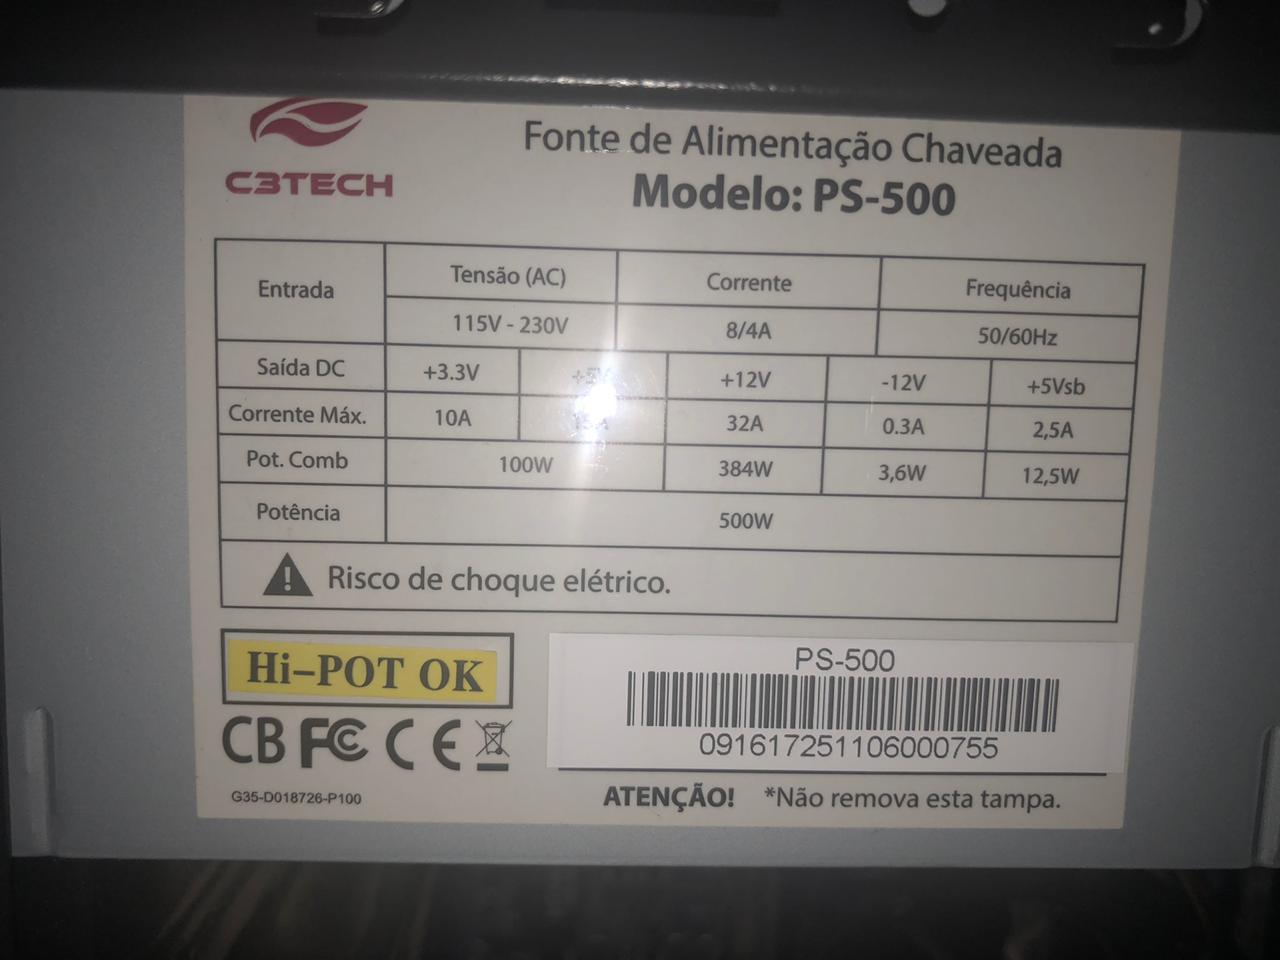 C3TECH
Fonte de Alimentação Chaveada
Modelo: PS-500
Entrada Tensão (AC) Corrente Frequência
115V - 230V 8/4A 50/60Hz
Saída DC +3.3V +5V +12V -12V +5Vsb
Corrente Máx. 10A 15A 32A 0.3A 2,5A
Pot. Comb 100W 384W 3,6W 12,5W
Potência 500W
Risco de choque elétrico.
Hi-POT OK
CB FC CE
G35-D018726-P100
PS-500
091617251106000755
ATENÇÃO! *Não remova esta tampa.